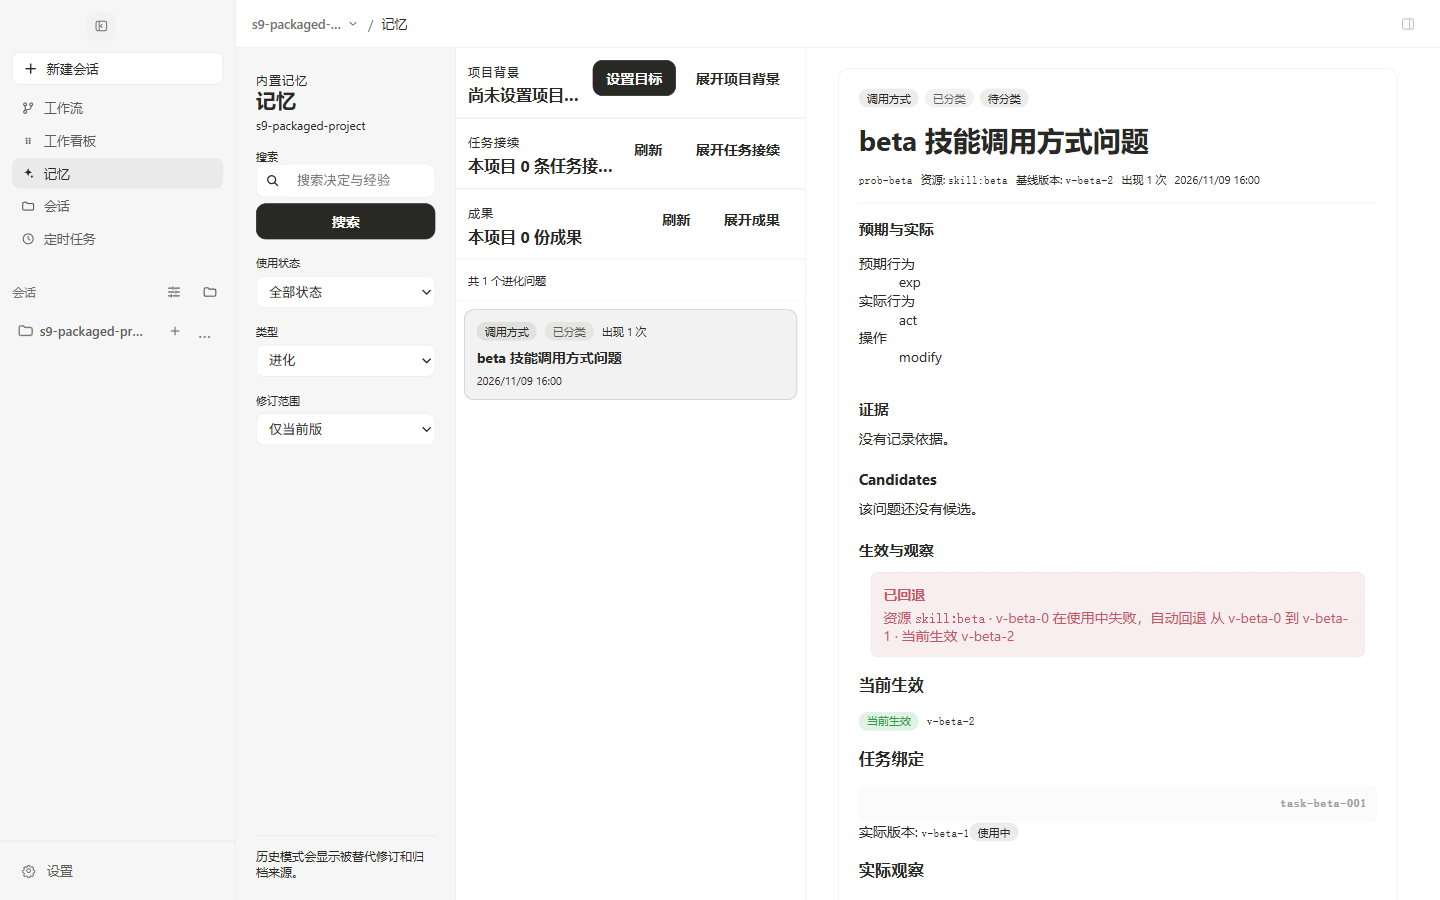 新建会话
工作流
工作看板
记忆
会话
定时任务
会话
s9-packaged-pr...
设置
s9-packaged-... / 记忆
内置记忆
记忆
s9-packaged-project
搜索
搜索决定与经验
搜索
使用状态
全部状态
类型
进化
修订范围
仅当前版
历史模式会显示被替代修订和归
档来源。
项目背景
尚未设置项目...
设置目标
展开项目背景
任务接续
本项目 0 条任务接...
刷新
展开任务接续
成果
本项目 0 份成果
刷新
展开成果
共 1 个进化问题
调用方式 已分类 出现 1 次
beta 技能调用方式问题
2026/11/09 16:00
调用方式 已分类 待分类
beta 技能调用方式问题
prob-beta 资源: skill:beta 基线版本: v-beta-2 出现 1 次 2026/11/09 16:00
预期与实际
预期行为
exp
实际行为
act
操作
modify
证据
没有记录依据。
Candidates
该问题还没有候选。
生效与观察
已回退
资源 skill:beta · v-beta-0 在使用中失败，自动回退 从 v-beta-0 到 v-beta-
1 · 当前生效 v-beta-2
当前生效
当前生效 v-beta-2
任务绑定
task-beta-001
实际版本: v-beta-1 使用中
实际观察